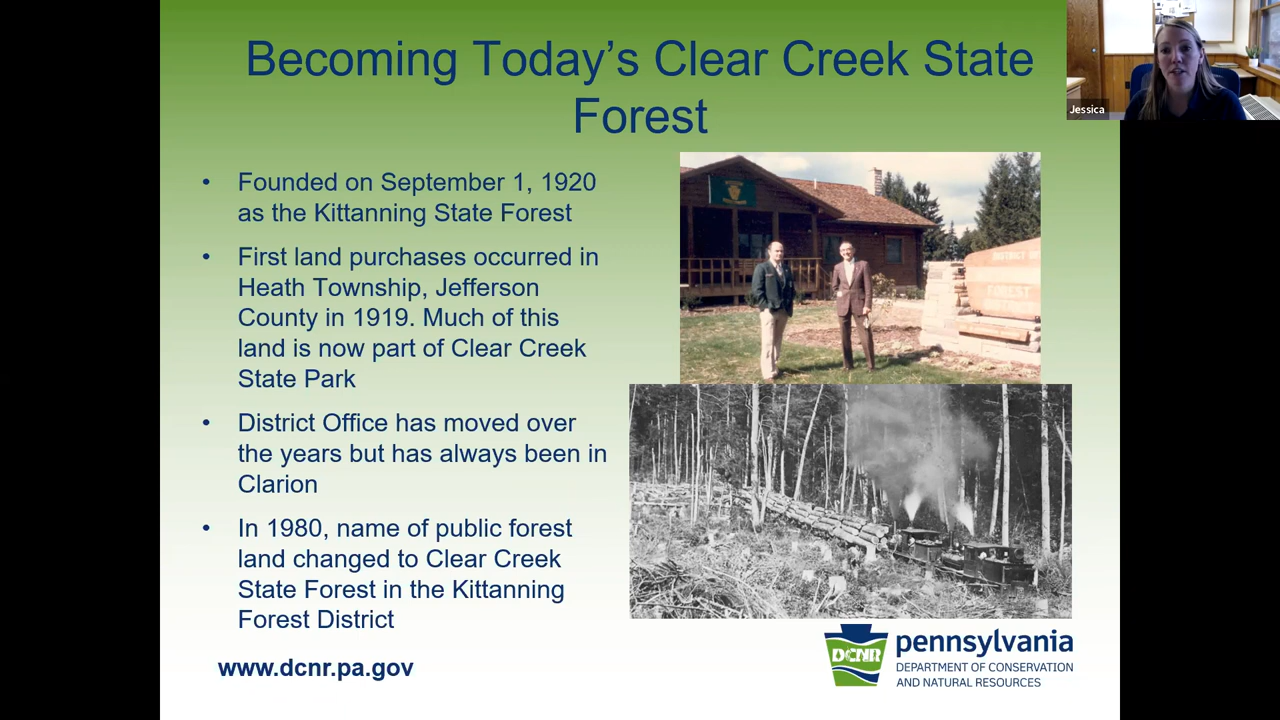 Becoming Today's Clear Creek State
Forest
Jessica
• Founded on September 1, 1920
as the Kittanning State Forest
• First land purchases occurred in
Heath Township, Jefferson
County in 1919. Much of this
land is now part of Clear Creek
State Park
• District Office has moved over
the years but has always been in
Clarion
• In 1980, name of public forest
land changed to Clear Creek
State Forest in the Kittanning
Forest District
DISTRICT
FOREST
www.dcnr.pa.gov
DCNR
pennsylvania
DEPARTMENT OF CONSERVATION
AND NATURAL RESOURCES